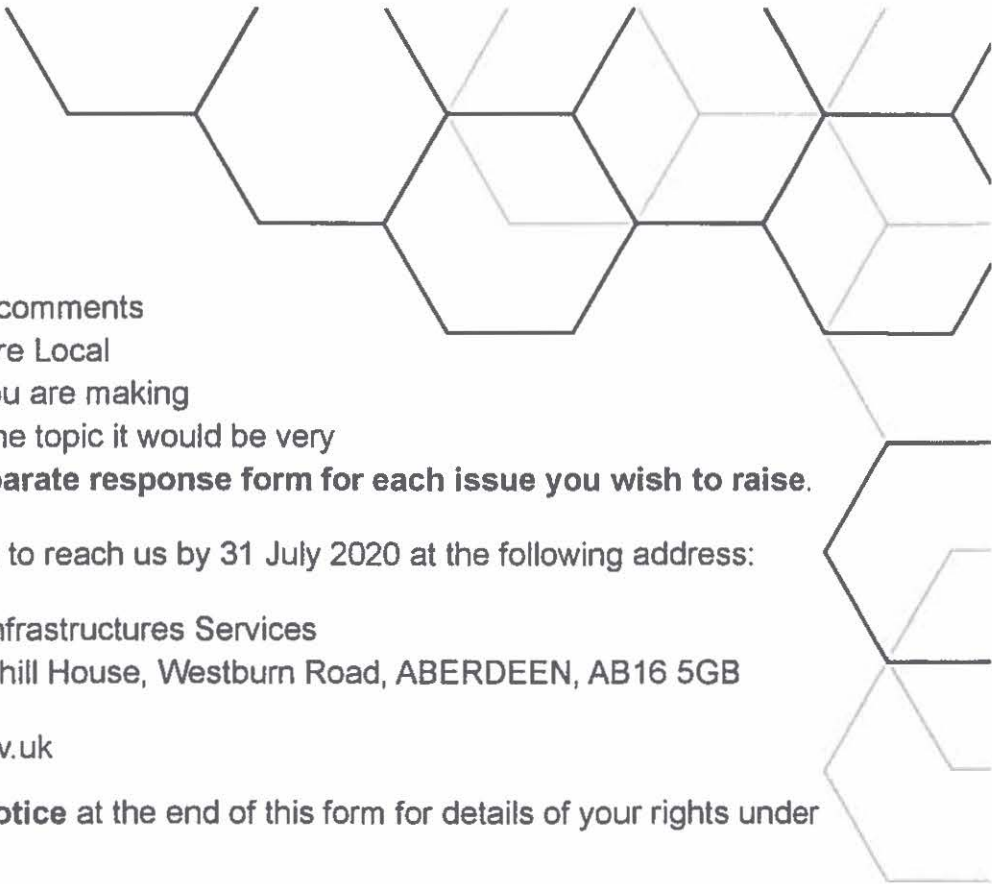 comments
re Local
u are making
ne topic it would be very
parate response form for each issue you wish to raise.
to reach us by 31 July 2020 at the following address:
nfrastructures Services
hill House, Westburn Road, ABERDEEN, AB16 5GB
v.uk
otice at the end of this form for details of your rights under